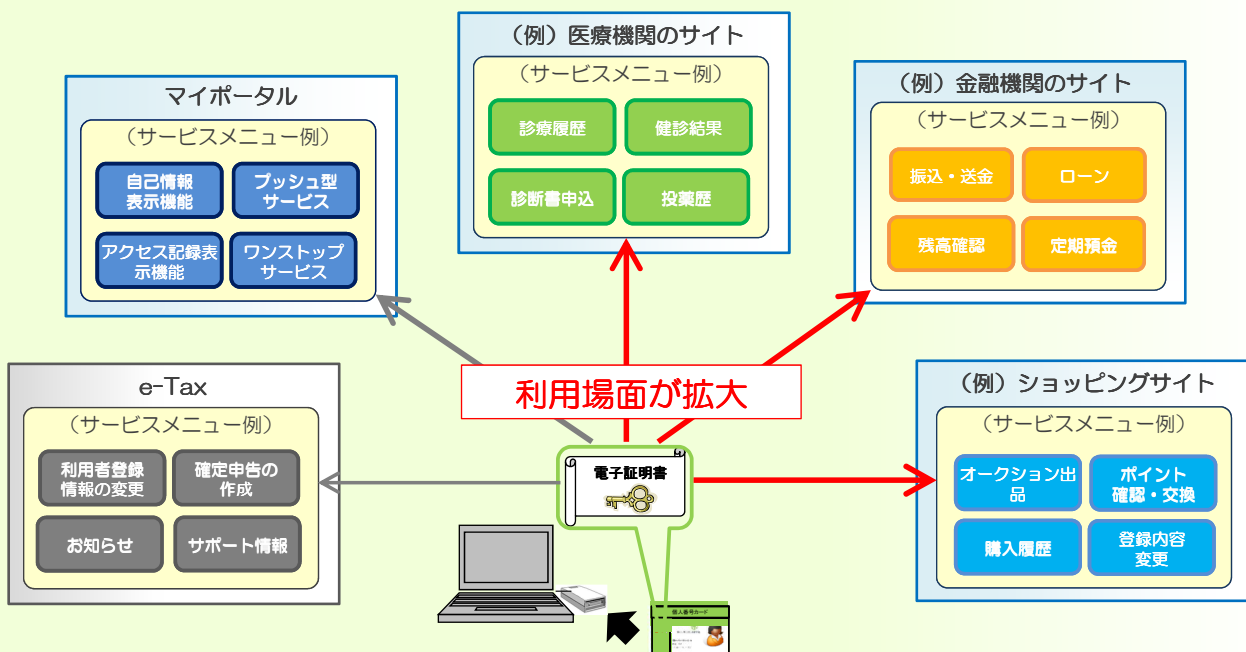 （例）医療機関のサイト
（サービスメニュー例）
診療履歴
健診結果
診断書申込
投薬歴
マイポータル
（サービスメニュー例）
自己情報
表示機能
プッシュ型
サービス
アクセス記録表
示機能
ワンストップ
サービス
（例）金融機関のサイト
（サービスメニュー例）
振込・送金
ローン
残高確認
定期預金
利用場面が拡大
e-Tax
（サービスメニュー例）
利用者登録
情報の変更
確定申告の
作成
お知らせ
サポート情報
電子証明書
（例）ショッピングサイト
（サービスメニュー例）
オークション出
品
ポイント
確認・交換
購入履歴
登録内容
変更
個人番号カード